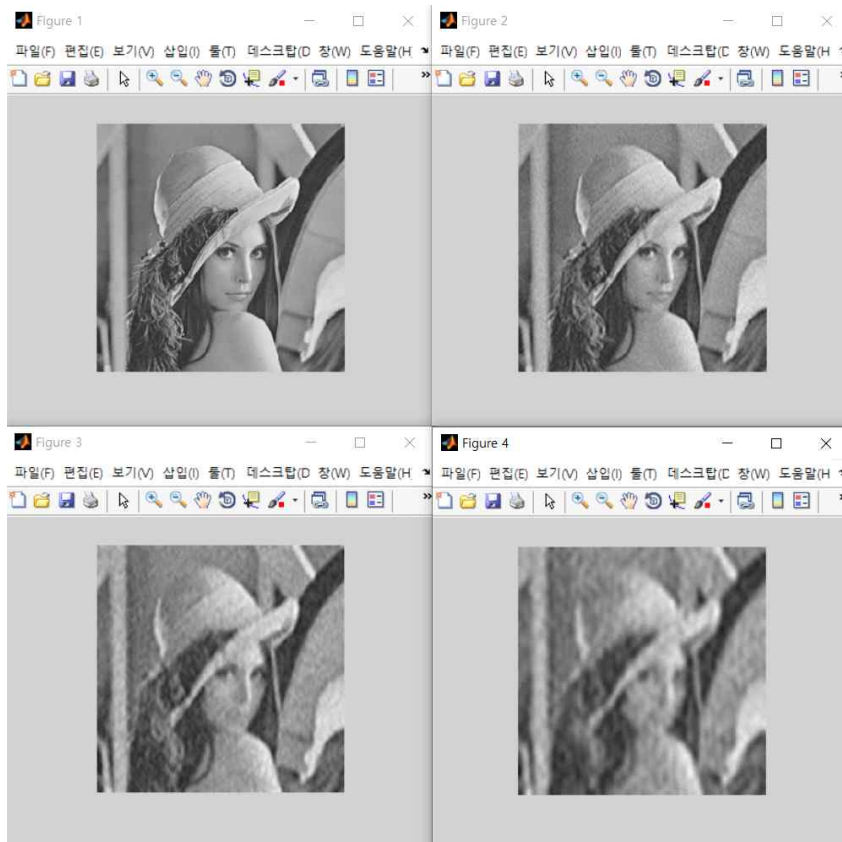 Figure 1
파일(F) 편집(E) 보기(V) 삽입(I) 툴(T) 데스크탑(D 창(W) 도움말(H
Figure 2
파일(F) 편집(E) 보기(V) 삽입(I) 툴(T) 데스크탑(D 창(W) 도움말(H
Figure 3
파일(F) 편집(E) 보기(V) 삽입(I) 툴(T) 데스크탑(D 창(W) 도움말(H
Figure 4
파일(F) 편집(E) 보기(V) 삽입(I) 툴(T) 데스크탑(D 창(W) 도움말(H